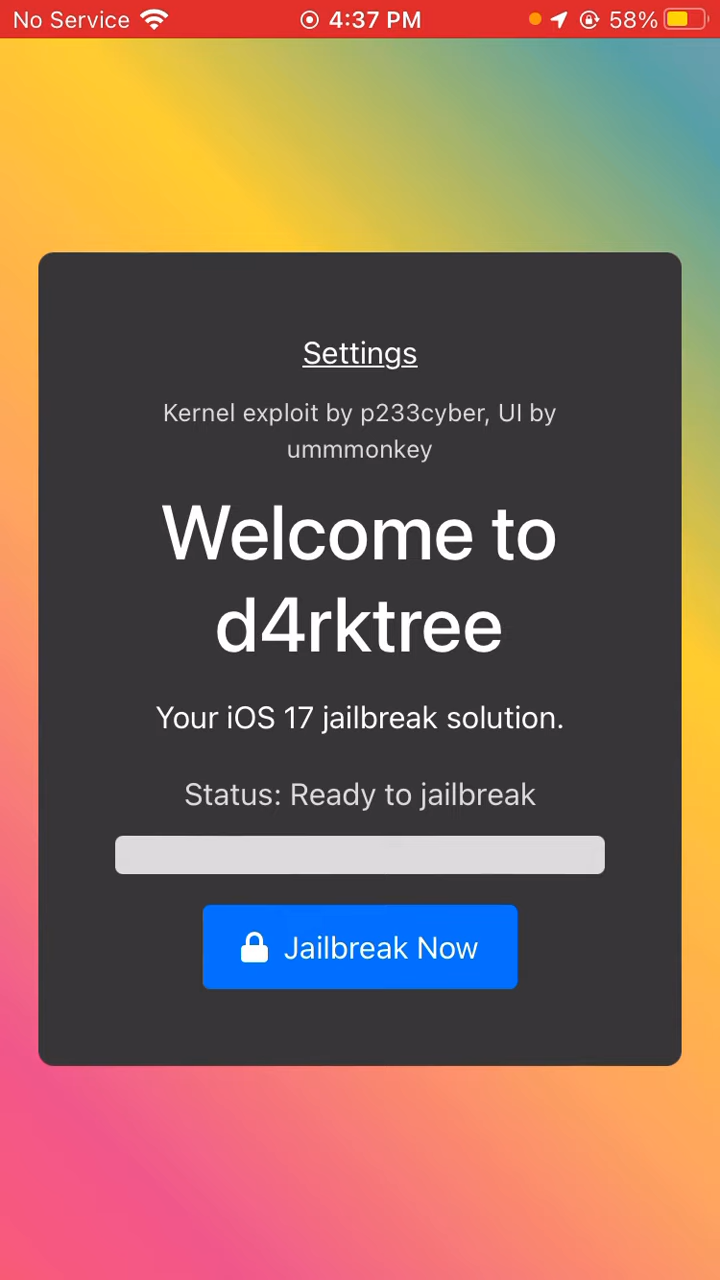 No Service 4:37 PM 58%
Settings
Kernel exploit by p233cyber, UI by
ummmonkey
Welcome to
d4rktree
Your iOS 17 jailbreak solution.
Status: Ready to jailbreak
Jailbreak Now